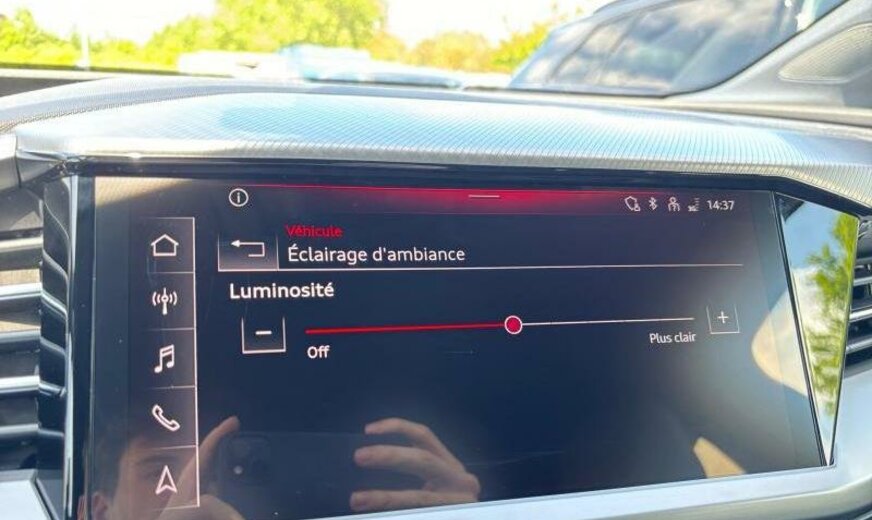 14:37
Véhicule
Éclairage d'ambiance
Luminosité
Off
Plus clair